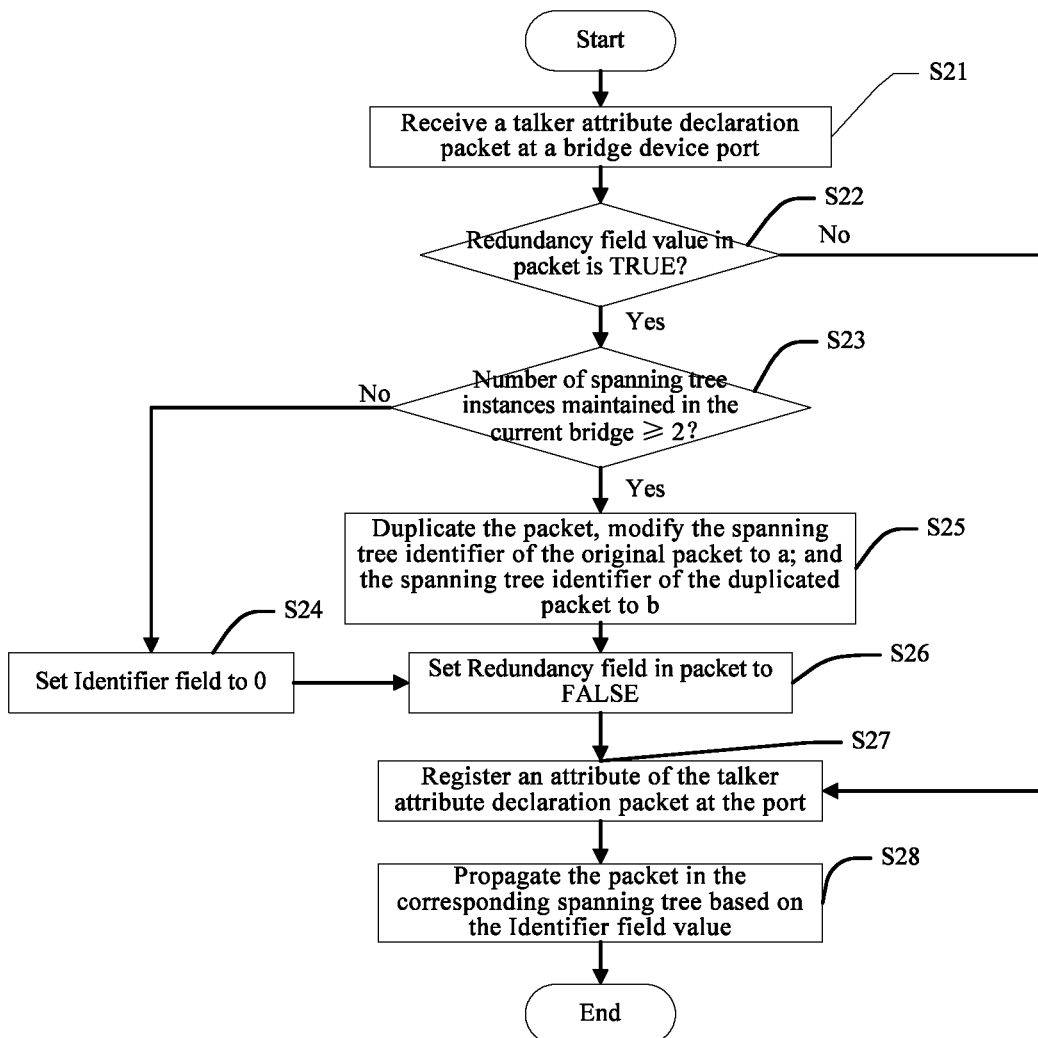 Start
S21
Receive a talker attribute declaration
packet at a bridge device port
S22
Redundancy field value in
packet is TRUE?
No
Yes
S23
Number of spanning tree
instances maintained in the
current bridge ≥ 2?
No
Yes
S25
Duplicate the packet, modify the spanning
tree identifier of the original packet to a; and
the spanning tree identifier of the duplicated
packet to b
S24
Set Identifier field to 0
S26
Set Redundancy field in packet to
FALSE
S27
Register an attribute of the talker
attribute declaration packet at the port
S28
Propagate the packet in the
corresponding spanning tree based on
the Identifier field value
End